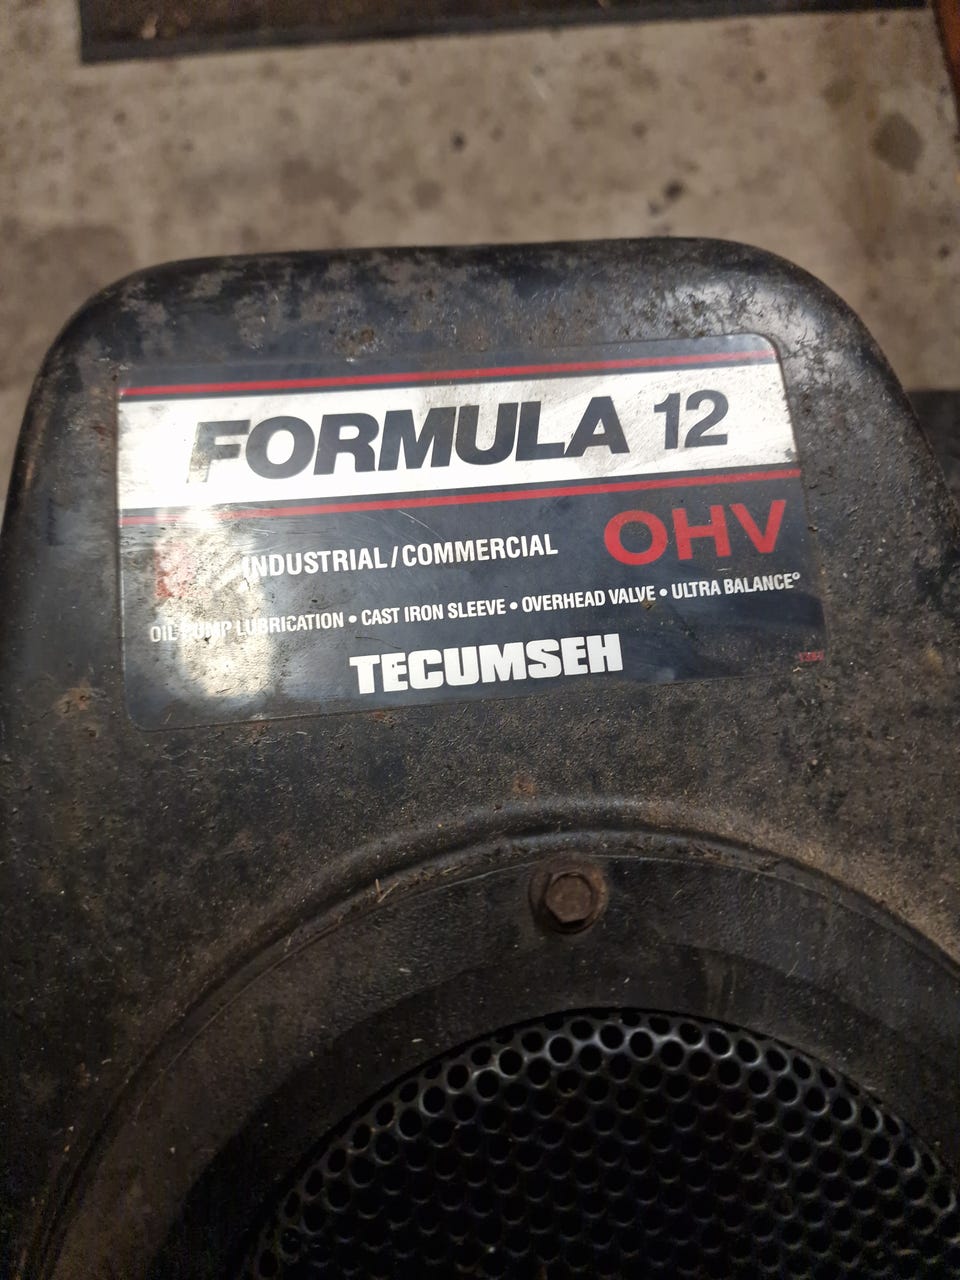 FORMULA 12
INDUSTRIAL/COMMERCIAL OHV
OIL PUMP LUBRICATION • CAST IRON SLEEVE • OVERHEAD VALVE • ULTRA BALANCE®
TECUMSEH